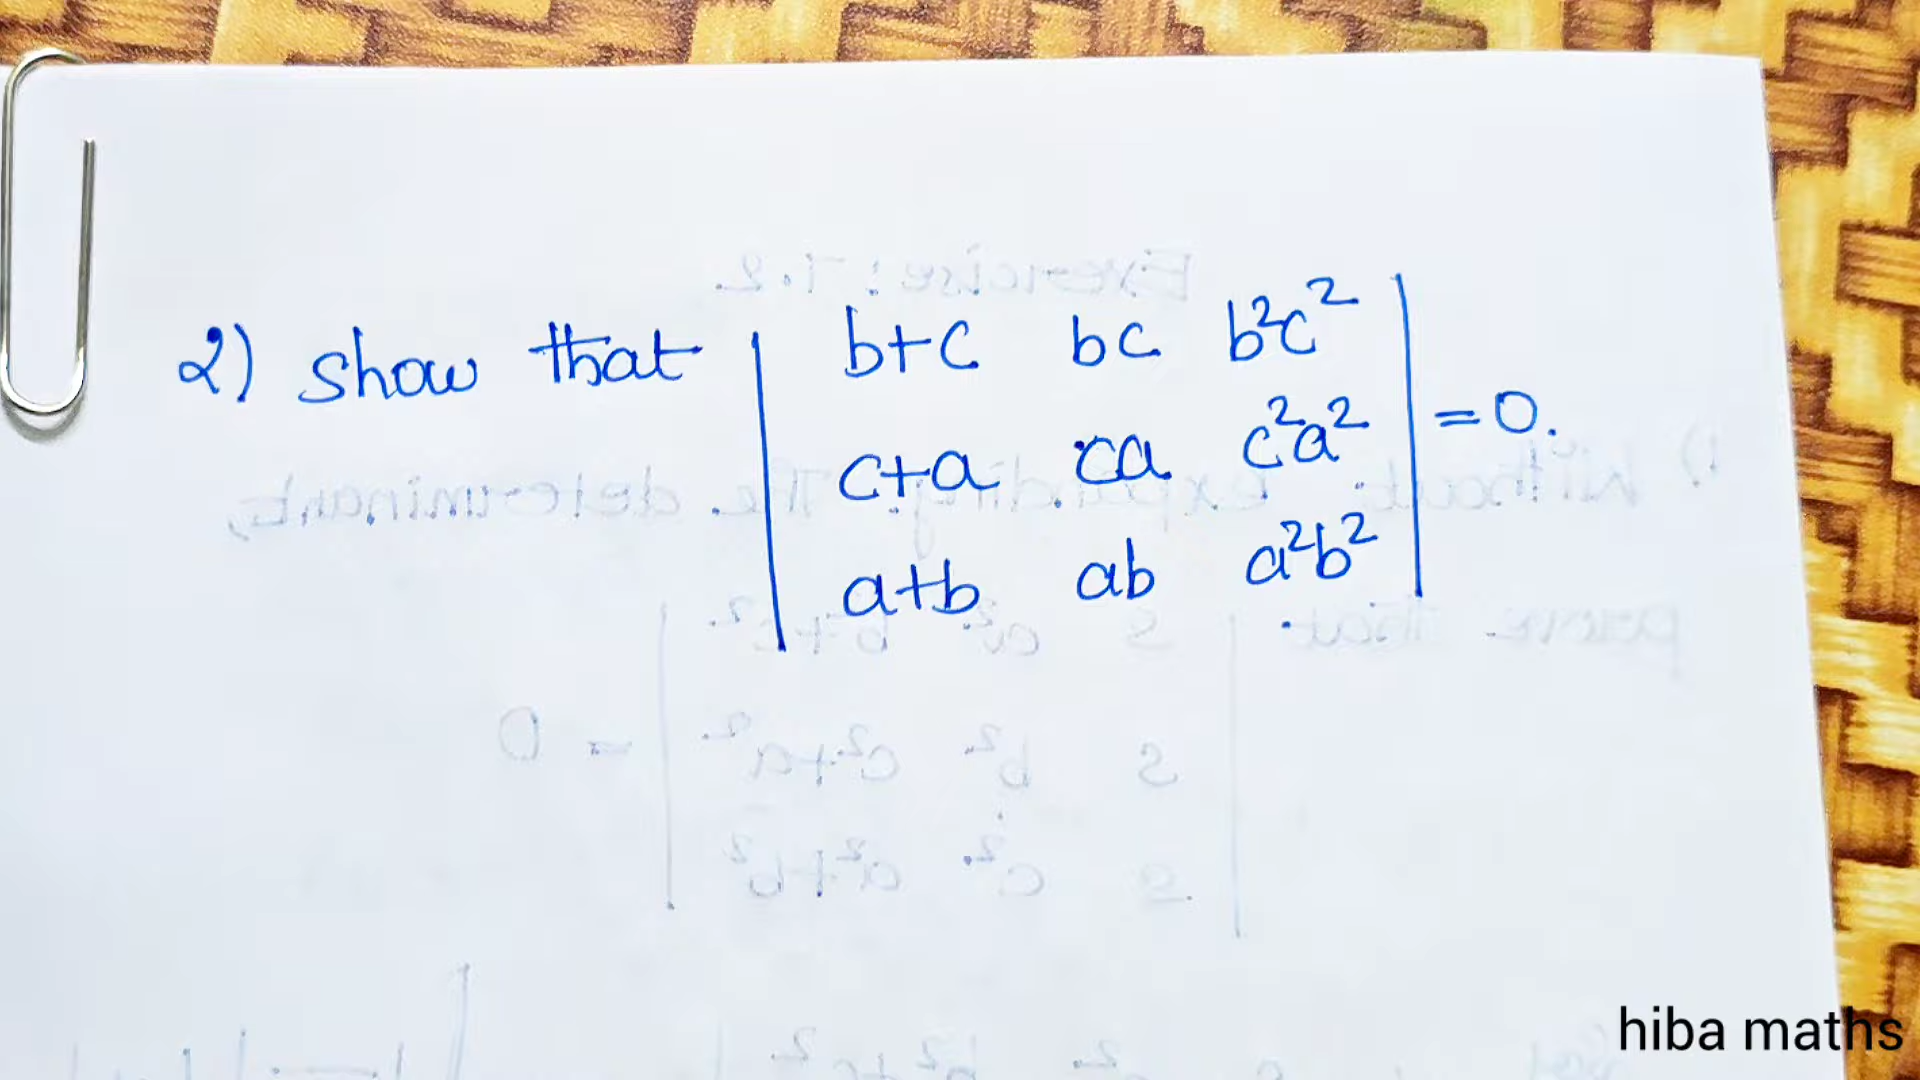 2) show that | b+c bc b²c² |
| c+a ca c²a² | = 0.
| a+b ab a²b² |
hiba maths